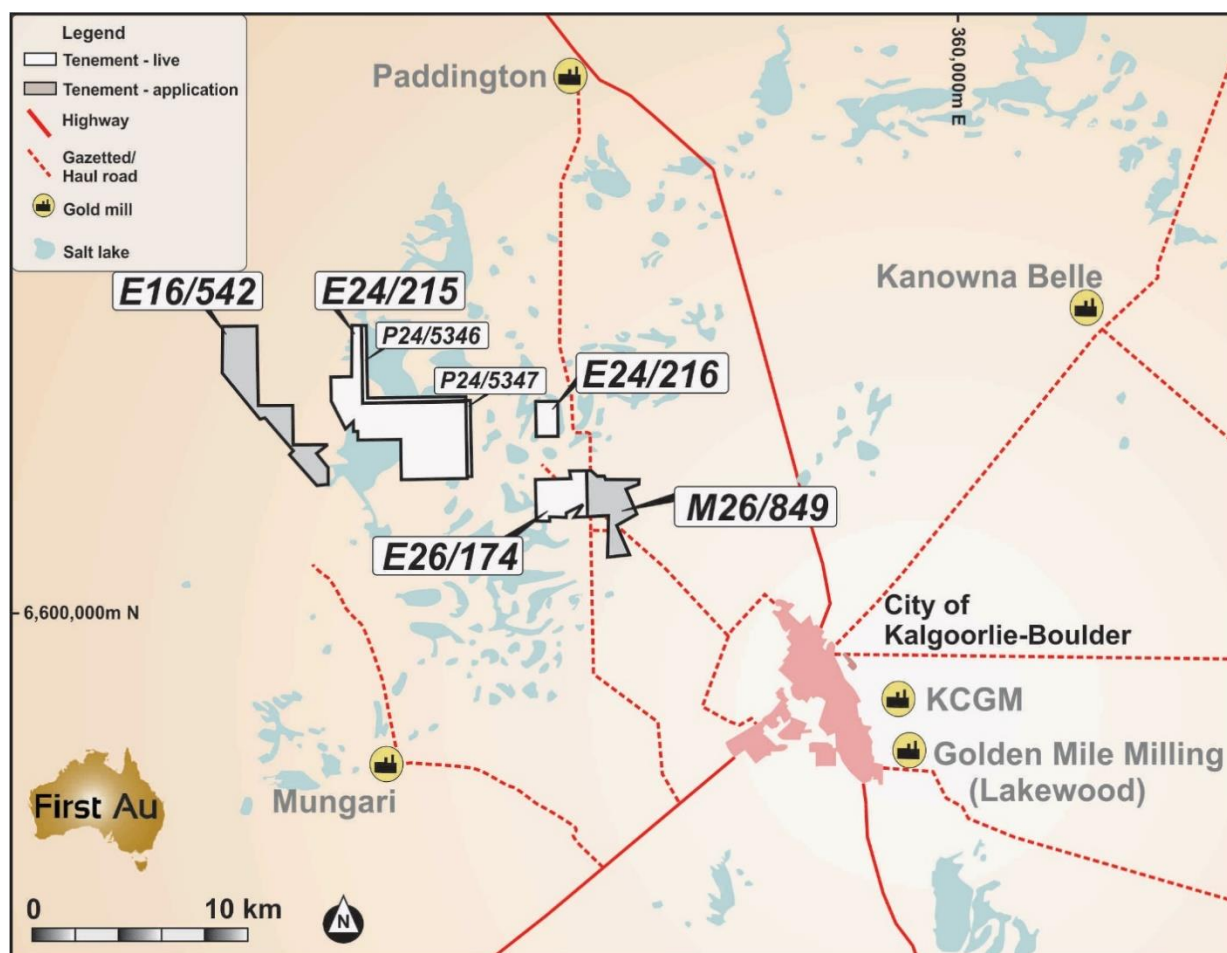 Legend
Tenement - live
Tenement - application
Highway
Gazetted/
Haul road
Gold mill
Salt lake
Paddington
360,000m E
Kanowna Belle
E16/542
E24/215
P24/5346
P24/5347
E24/216
M26/849
E26/174
6,600,000m N
City of
Kalgoorlie-Boulder
KCGM
Golden Mile Milling
(Lakewood)
Mungari
First Au
0
10 km
N